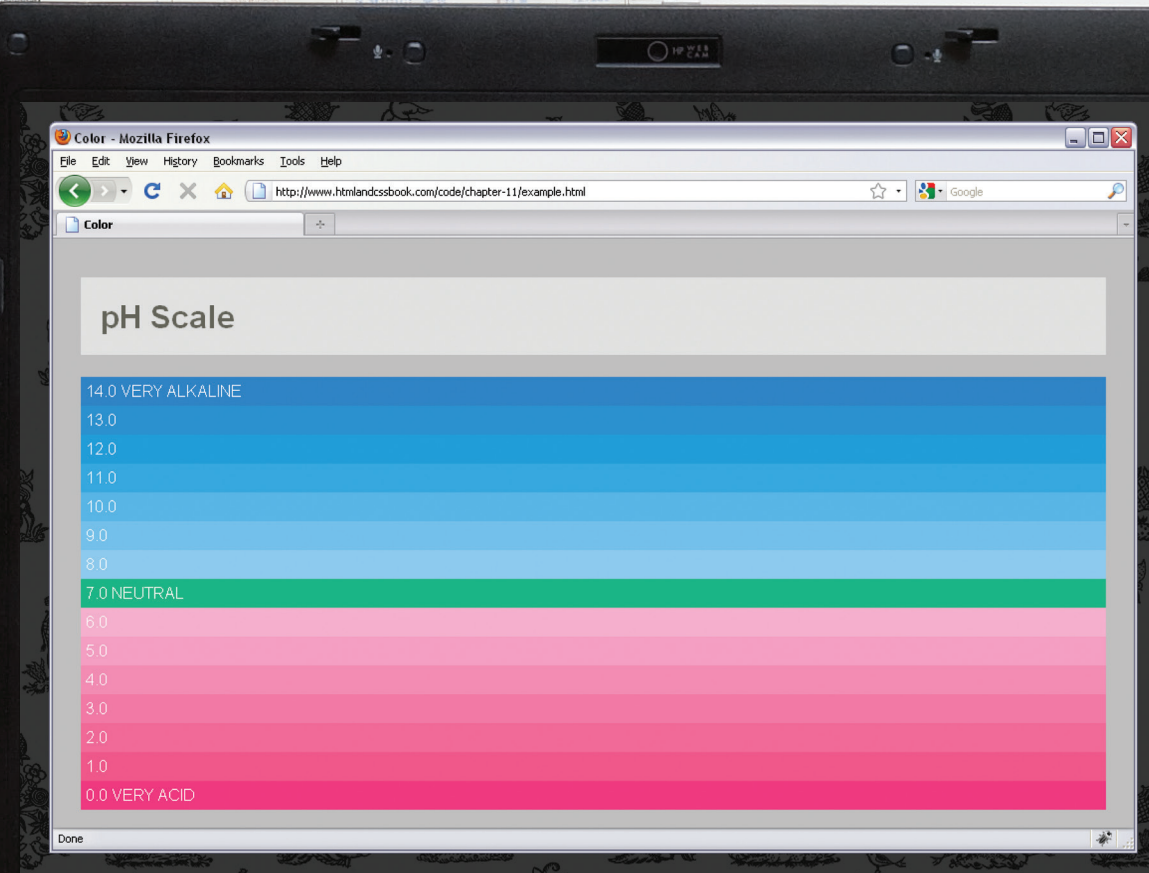 HP WEB CAM
Color - Mozilla Firefox
File Edit View History Bookmarks Tools Help
http://www.htmlandcssbook.com/code/chapter-11/example.html
Google
Color
pH Scale
14.0 VERY ALKALINE
13.0
12.0
11.0
10.0
9.0
8.0
7.0 NEUTRAL
6.0
5.0
4.0
3.0
2.0
1.0
0.0 VERY ACID
Done